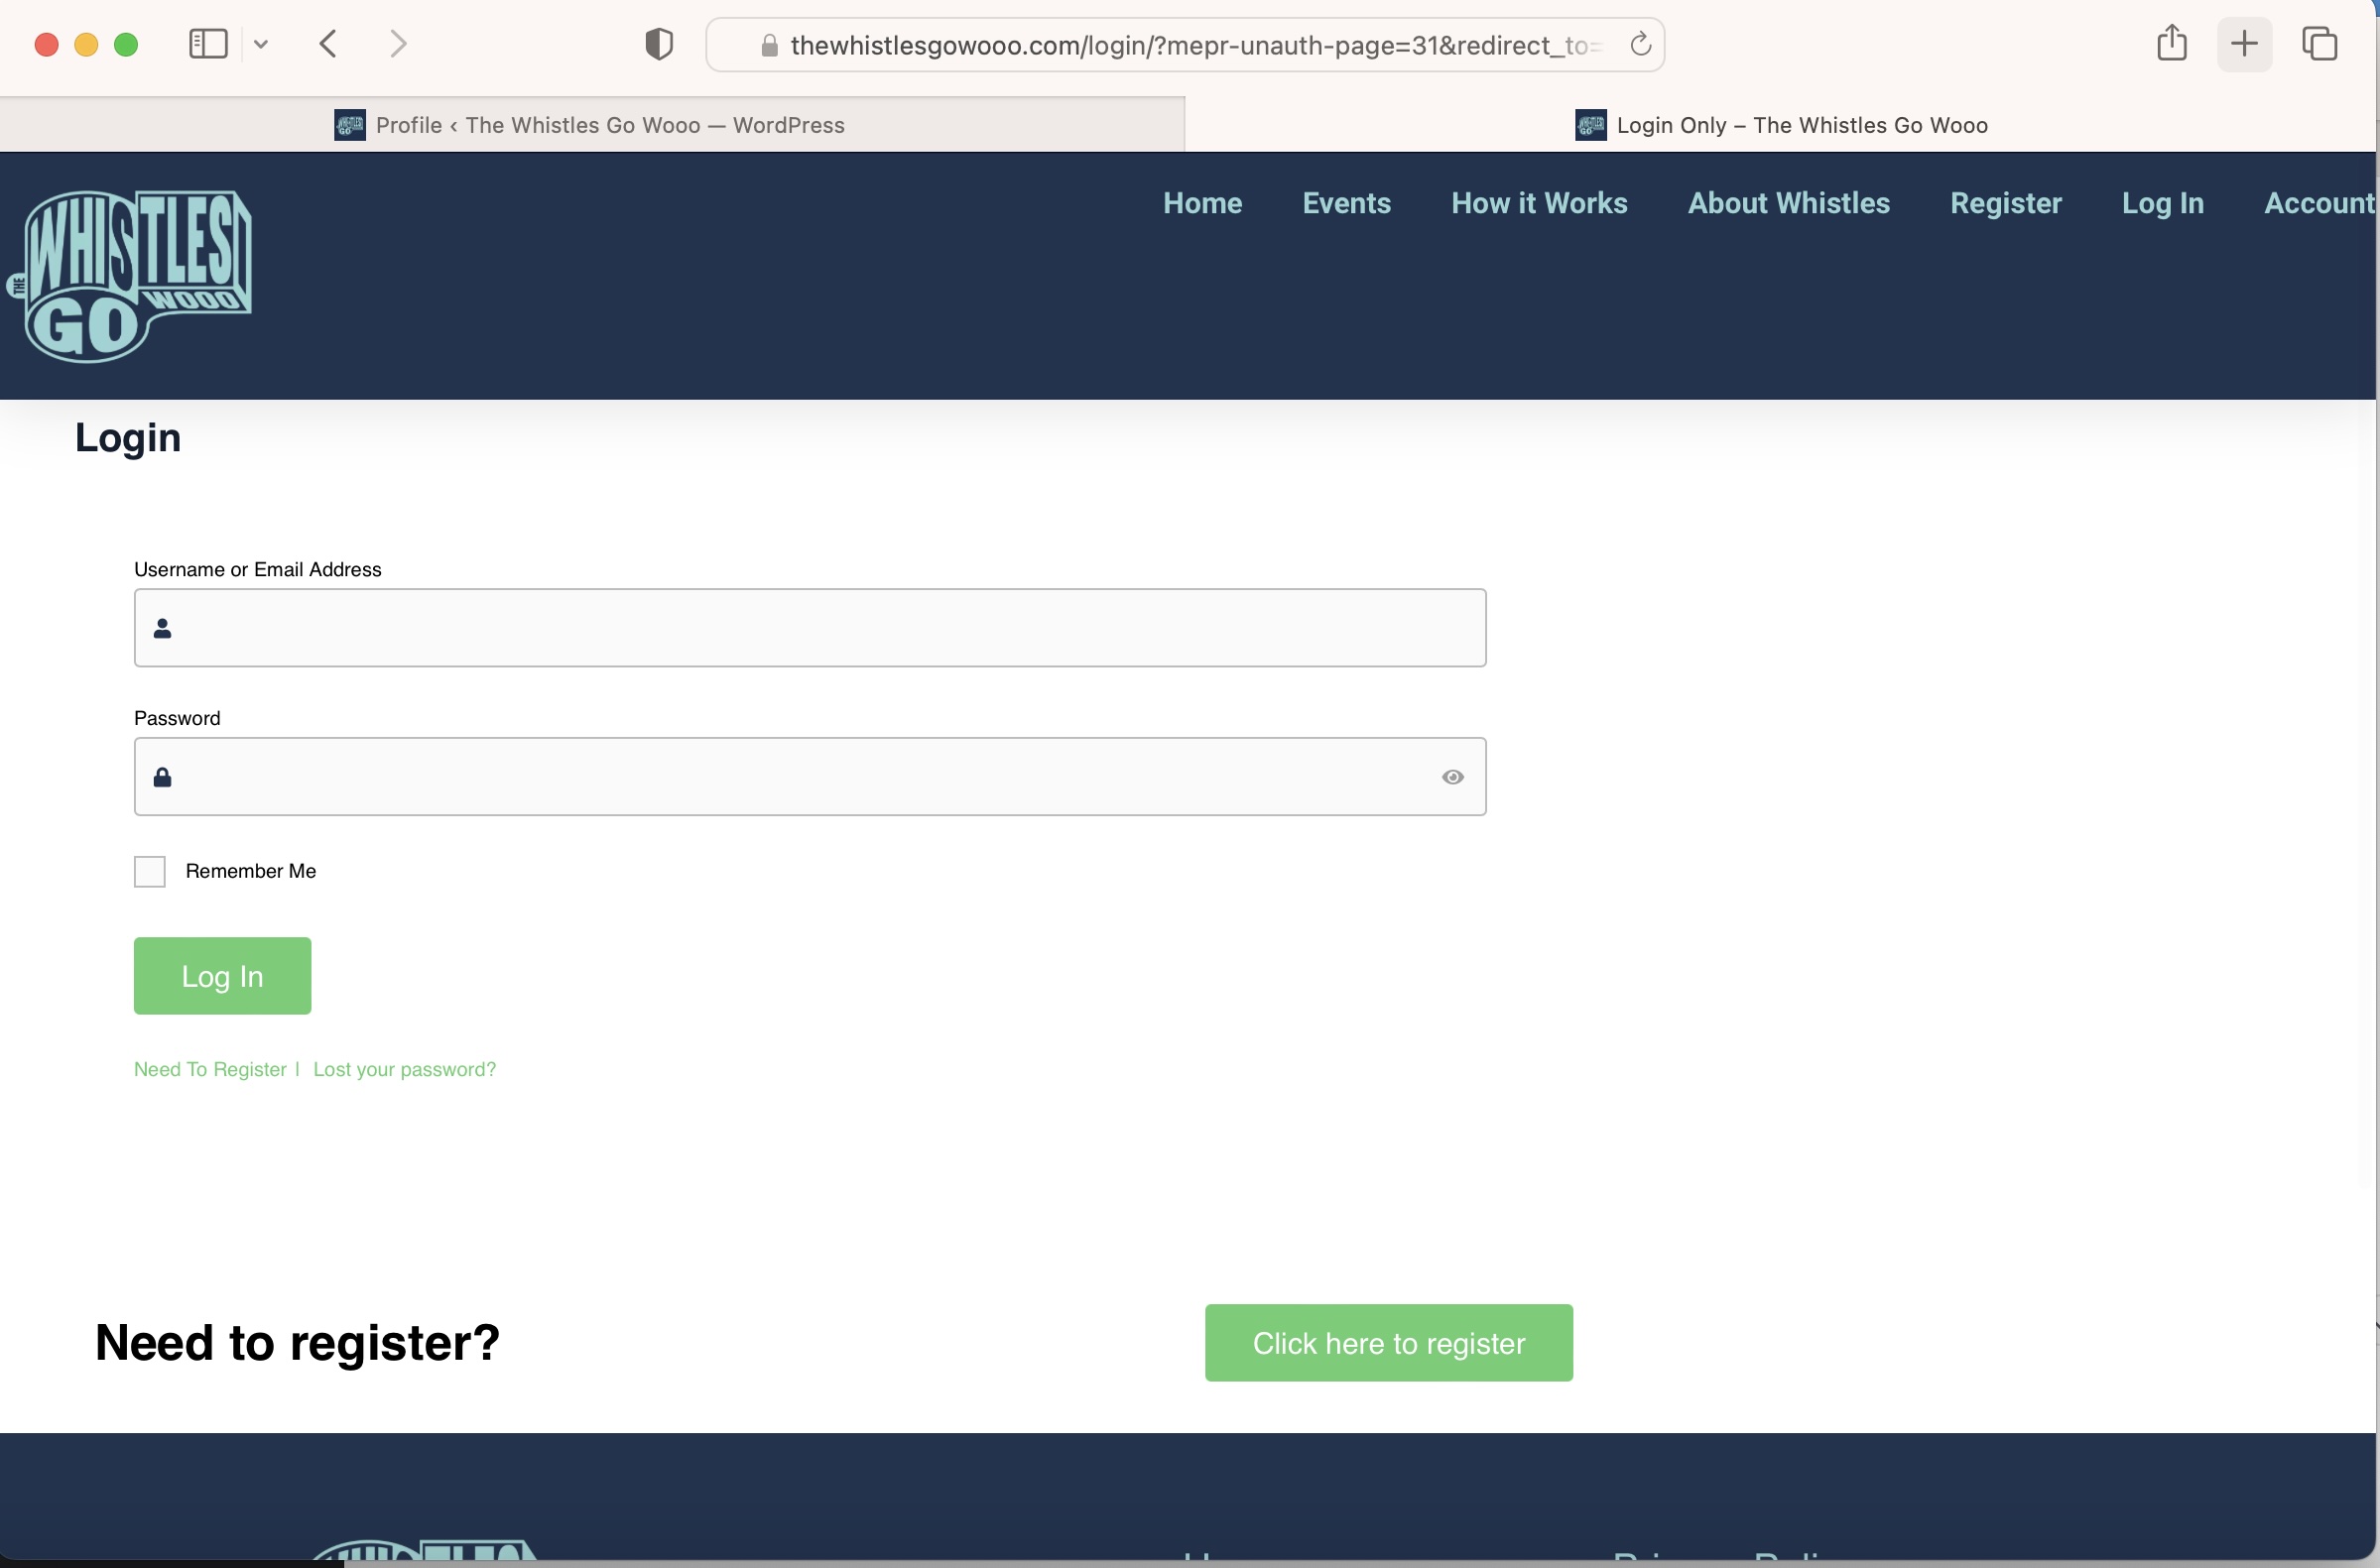 thewhistlesgowooo.com/login/?mepr-unauth-page=31&redirect_to=
Profile ‹ The Whistles Go Wooo — WordPress
Login Only – The Whistles Go Wooo
THE WHISTLES GO WOOO
Home Events How it Works About Whistles Register Log In Account
Login
Username or Email Address
Password
Remember Me
Log In
Need To Register | Lost your password?
Need to register?
Click here to register